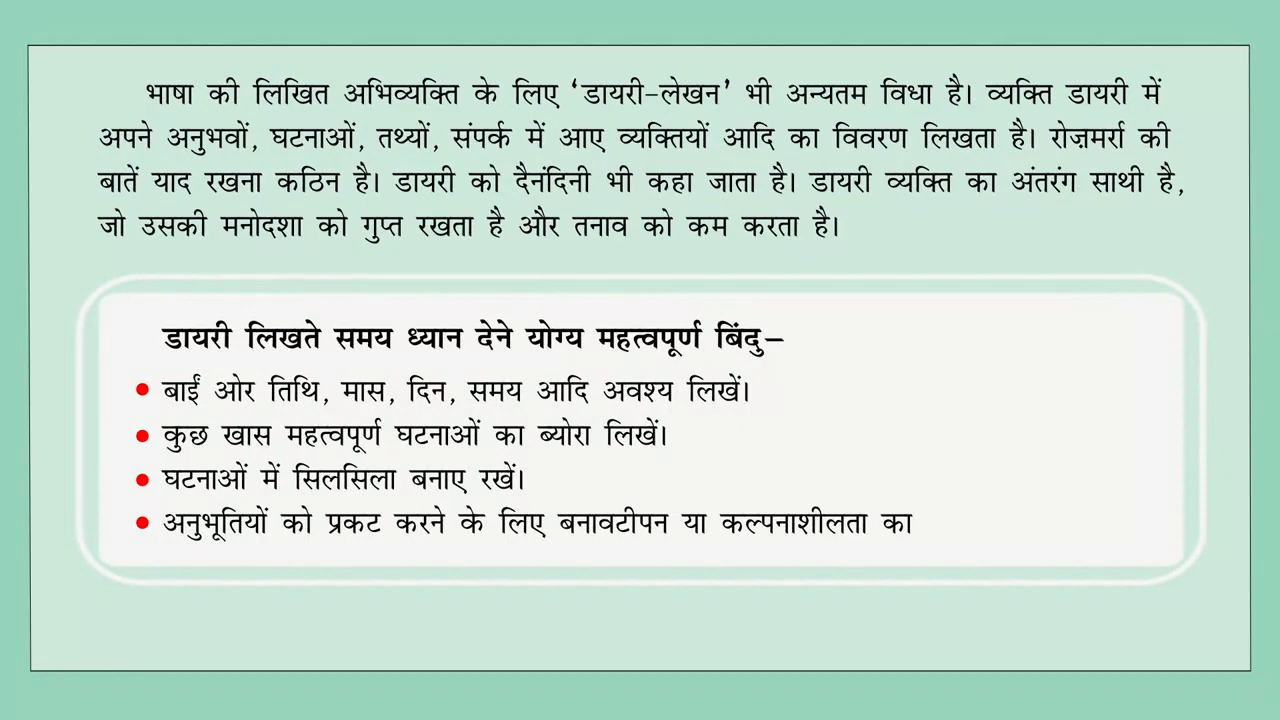 भाषा की लिखित अभिव्यक्ति के लिए ‘डायरी-लेखन’ भी अन्यतम विधा है। व्यक्ति डायरी में
अपने अनुभवों, घटनाओं, तथ्यों, संपर्क में आए व्यक्तियों आदि का विवरण लिखता है। रोज़मर्रा की
बातें याद रखना कठिन है। डायरी को दैनंदिनी भी कहा जाता है। डायरी व्यक्ति का अंतरंग साथी है,
जो उसकी मनोदशा को गुप्त रखता है और तनाव को कम करता है।
डायरी लिखते समय ध्यान देने योग्य महत्वपूर्ण बिंदु–
• बाईं ओर तिथि, मास, दिन, समय आदि अवश्य लिखें।
• कुछ खास महत्वपूर्ण घटनाओं का ब्योरा लिखें।
• घटनाओं में सिलसिला बनाए रखें।
• अनुभूतियों को प्रकट करने के लिए बनावटीपन या कल्पनाशीलता का